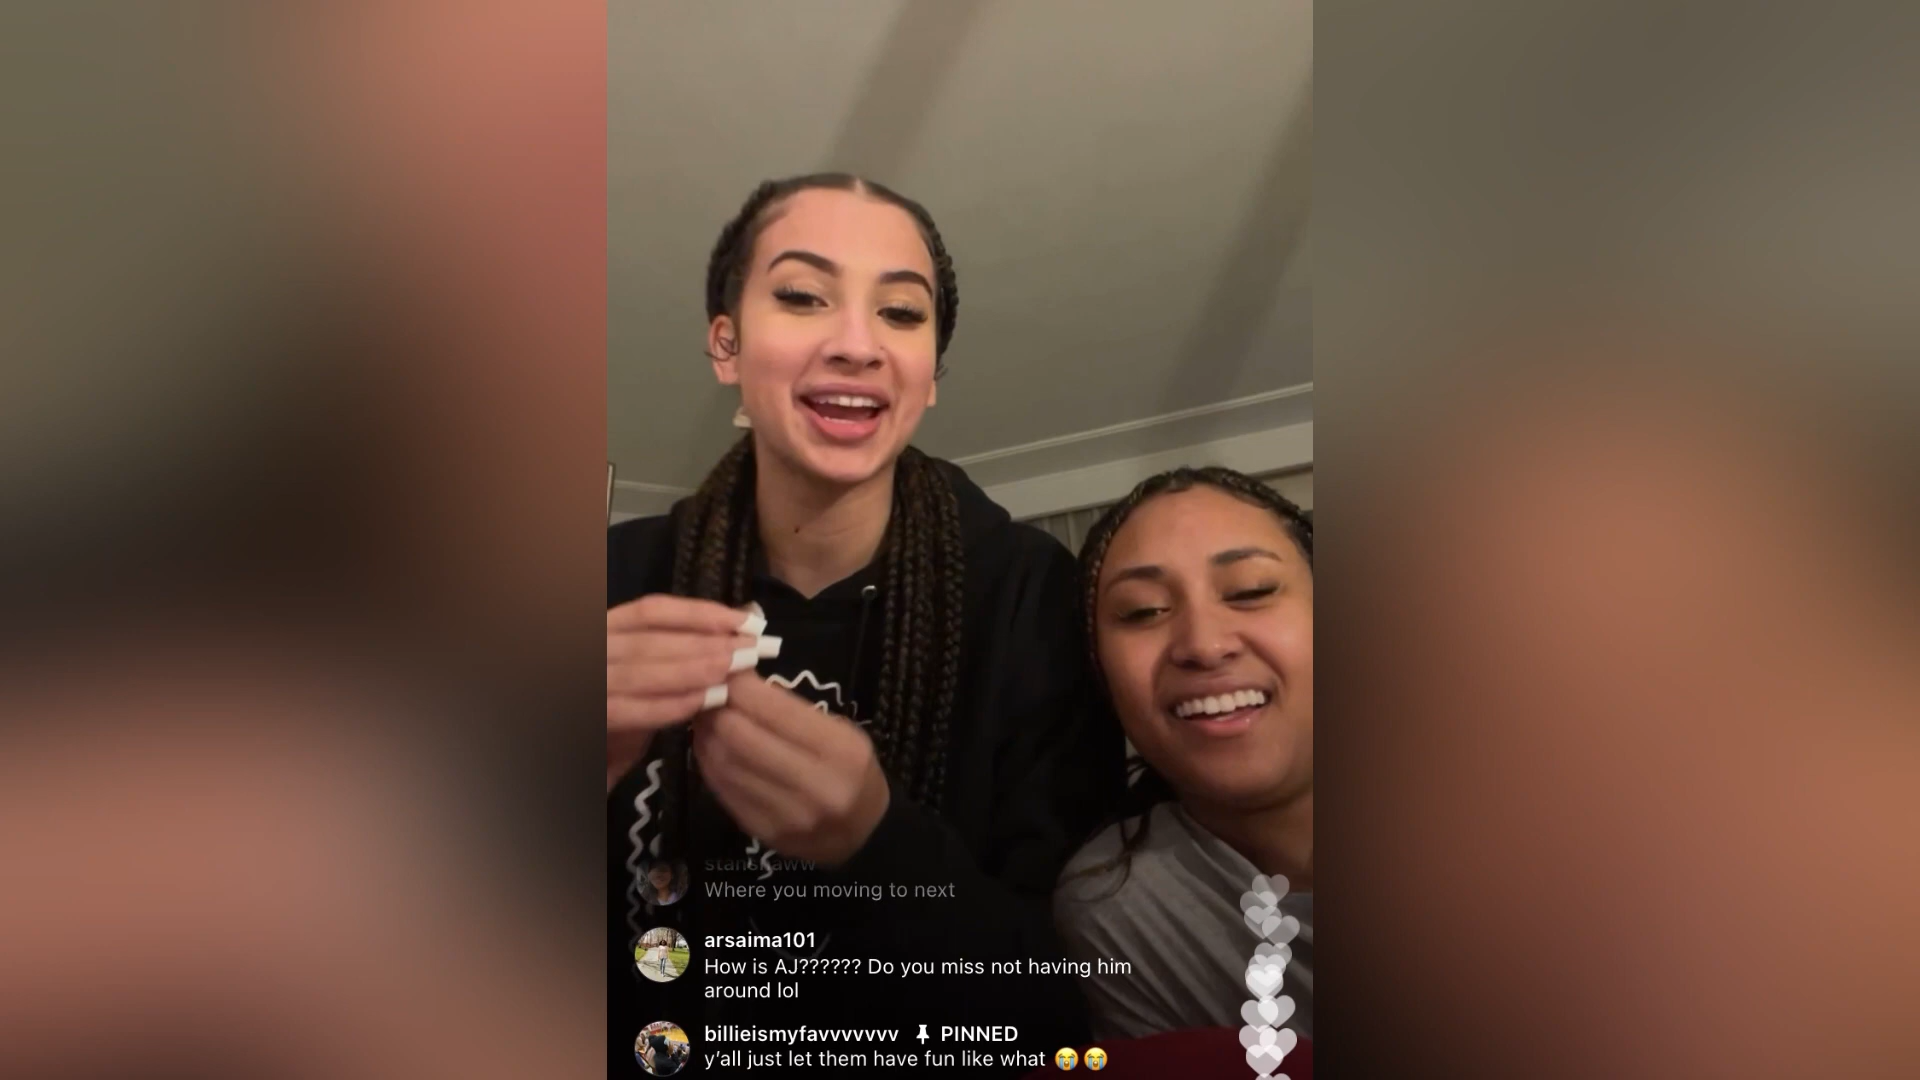 Where you moving to next
arsaima101
How is AJ?????? Do you miss not having him
around lol
billieismyfavvvvvvv PINNED
y'all just let them have fun like what 😭😭